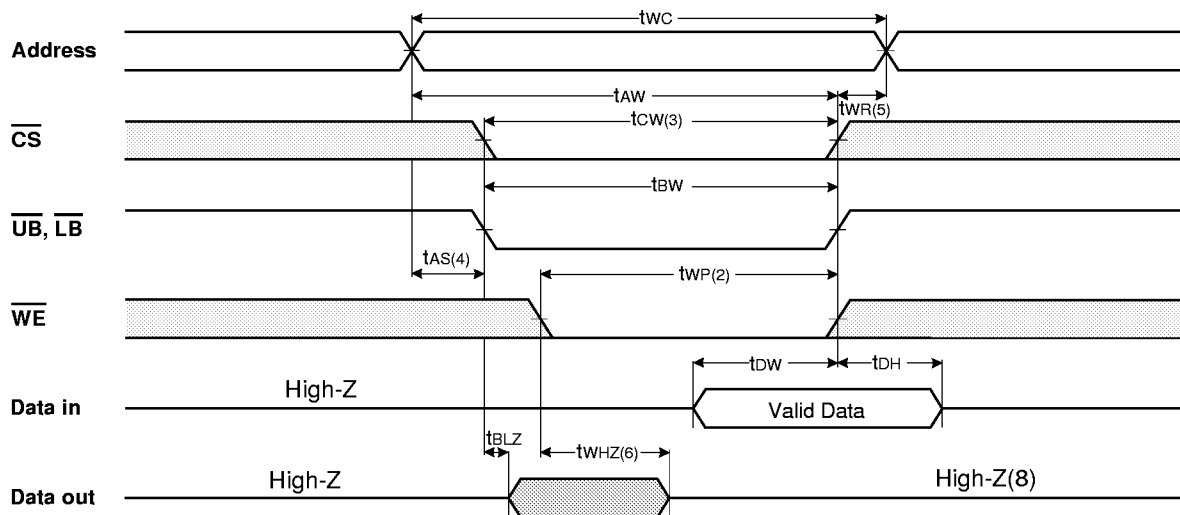 tWC
Address
tAW
tWR(5)
tCW(3)
CS
tBW
UB, LB
tAS(4)
tWP(2)
WE
tDW
tDH
High-Z
Data in
Valid Data
tBLZ
tWHZ(6)
High-Z
High-Z(8)
Data out